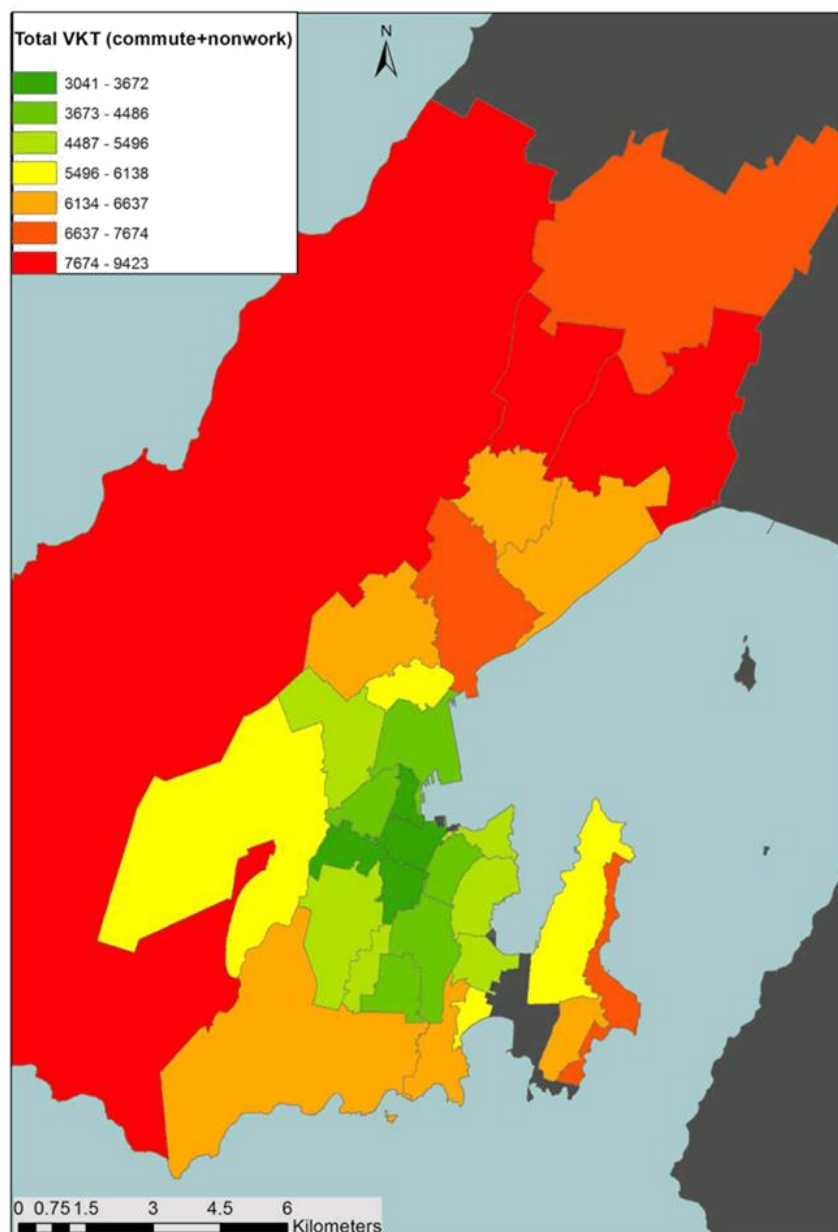 Total VKT (commute+nonwork)
3041 - 3672
3673 - 4486
4487 - 5496
5496 - 6138
6134 - 6637
6637 - 7674
7674 - 9423
N
0 0.75 1.5 3 4.5 6
Kilometers